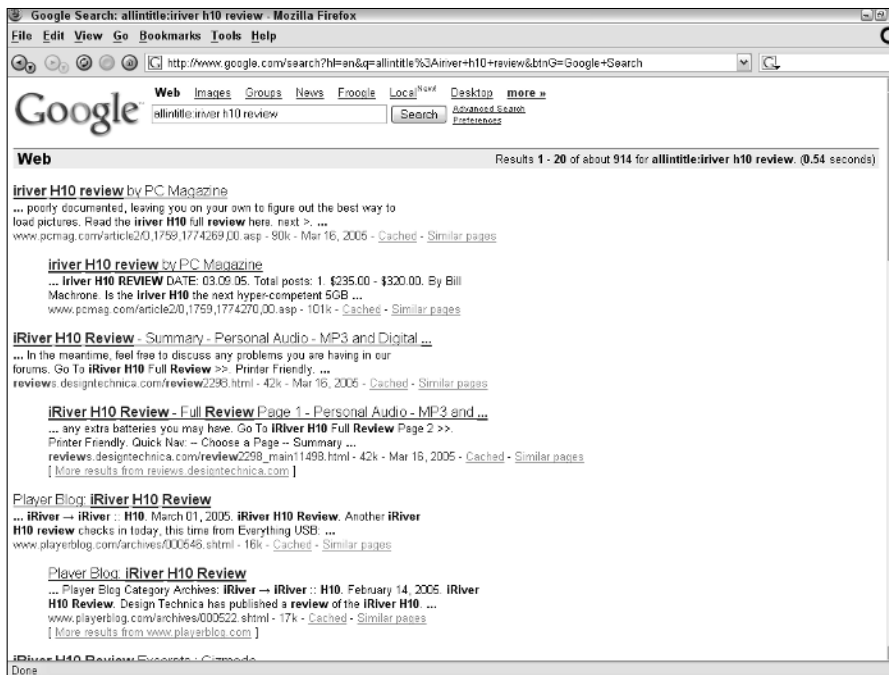 Google Search: allintitle:iriver h10 review - Mozilla Firefox
File Edit View Go Bookmarks Tools Help
http://www.google.com/search?hl=en&q=allintitle%3Airiver+h10+review&btnG=Google+Search
Google
Web Images Groups News Froogle Local New! Desktop more »
allintitle:iriver h10 review Search Advanced Search
Preferences
Web Results 1 - 20 of about 914 for allintitle:iriver h10 review. (0.54 seconds)
iriver H10 review by PC Magazine
... poorly documented, leaving you on your own to figure out the best way to
load pictures. Read the iriver H10 full review here. next >. ...
www.pcmag.com/article2/0,1759,1774269,00.asp - 90k - Mar 16, 2005 - Cached - Similar pages
iriver H10 review by PC Magazine
... iriver H10 REVIEW DATE: 03.09.05. Total posts: 1. $235.00 - $320.00. By Bill
Machrone. Is the iriver H10 the next hyper-competent 5GB ...
www.pcmag.com/article2/0,1759,1774270,00.asp - 101k - Cached - Similar pages
iRiver H10 Review - Summary - Personal Audio - MP3 and Digital ...
... In the meantime, feel free to discuss any problems you are having in our
forums. Go To iRiver H10 Full Review >>. Printer Friendly. ...
reviews.designtechnica.com/review2298.html - 42k - Mar 16, 2005 - Cached - Similar pages
iRiver H10 Review - Full Review Page 1 - Personal Audio - MP3 and ...
... any extra batteries you may have. Go To iRiver H10 Full Review Page 2 >>.
Printer Friendly. Quick Nav: -- Choose a Page -- Summary ...
reviews.designtechnica.com/review2298_main11498.html - 42k - Mar 16, 2005 - Cached - Similar pages
[ More results from reviews.designtechnica.com ]
Player Blog: iRiver H10 Review
... iRiver → iRiver :: H10. March 01, 2005. iRiver H10 Review. Another iRiver
H10 review checks in today, this time from Everything USB: ...
www.playerblog.com/archives/000546.shtml - 16k - Cached - Similar pages
Player Blog: iRiver H10 Review
... Player Blog Category Archives: iRiver → iRiver :: H10. February 14, 2005. iRiver
H10 Review. Design Technica has published a review of the iRiver H10. ...
www.playerblog.com/archives/000522.shtml - 17k - Cached - Similar pages
[ More results from www.playerblog.com ]
iRiver H10 Review Excerpts : Gizmodo
Done